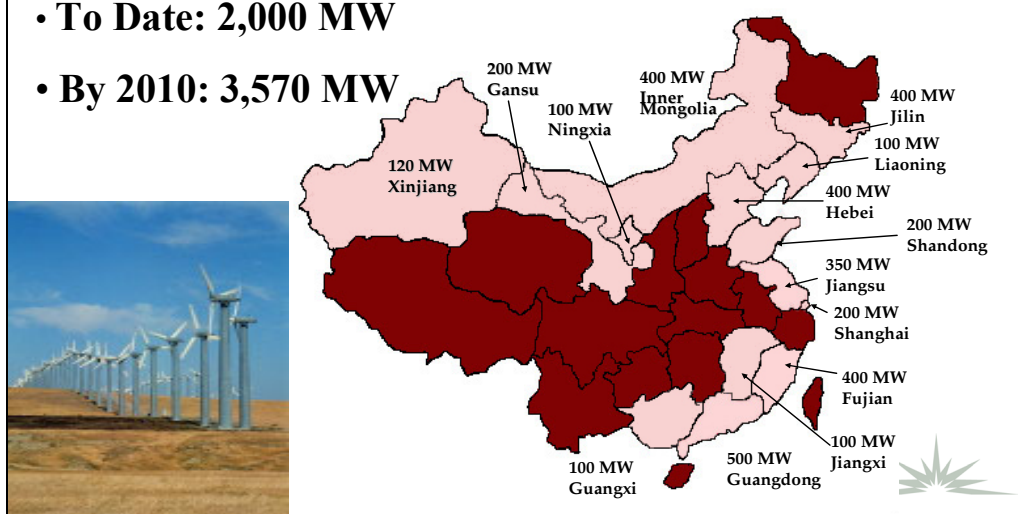 • To Date: 2,000 MW
• By 2010: 3,570 MW
200 MW
Gansu
100 MW
Ningxia
400 MW
Inner
Mongolia
400 MW
Jilin
100 MW
Liaoning
120 MW
Xinjiang
400 MW
Hebei
200 MW
Shandong
350 MW
Jiangsu
200 MW
Shanghai
400 MW
Fujian
100 MW
Jiangxi
500 MW
Guangdong
100 MW
Guangxi